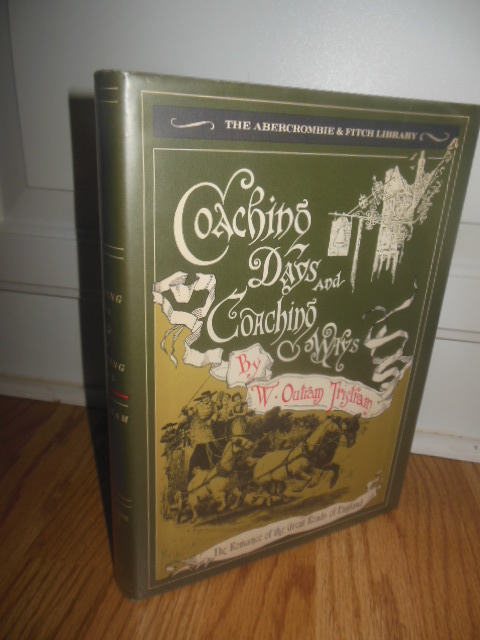 THE ABERCROMBIE & FITCH LIBRARY
COACHING
DAYS AND
COACHING
WAYS
By
W. Outram Tristram
The Romance of the Great Roads of England